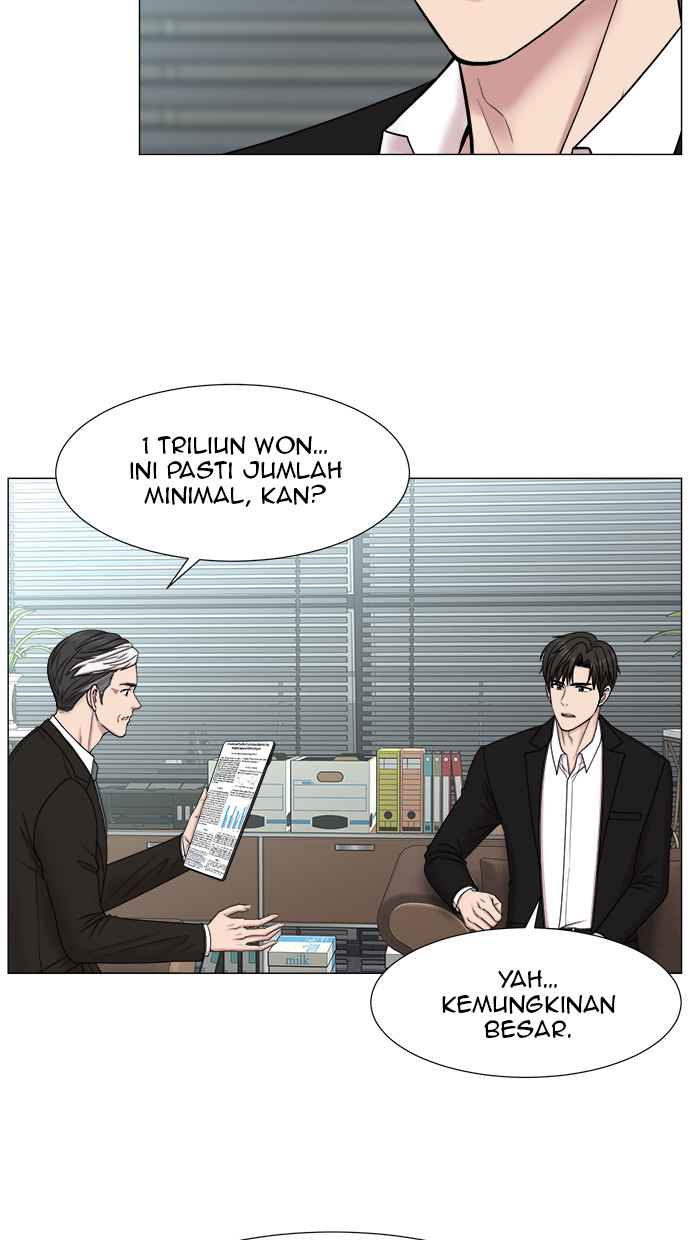 1 TRILIUN WON...
INI PASTI JUMLAH
MINIMAL, KAN?
milk
YAH...
KEMUNGKINAN
BESAR.